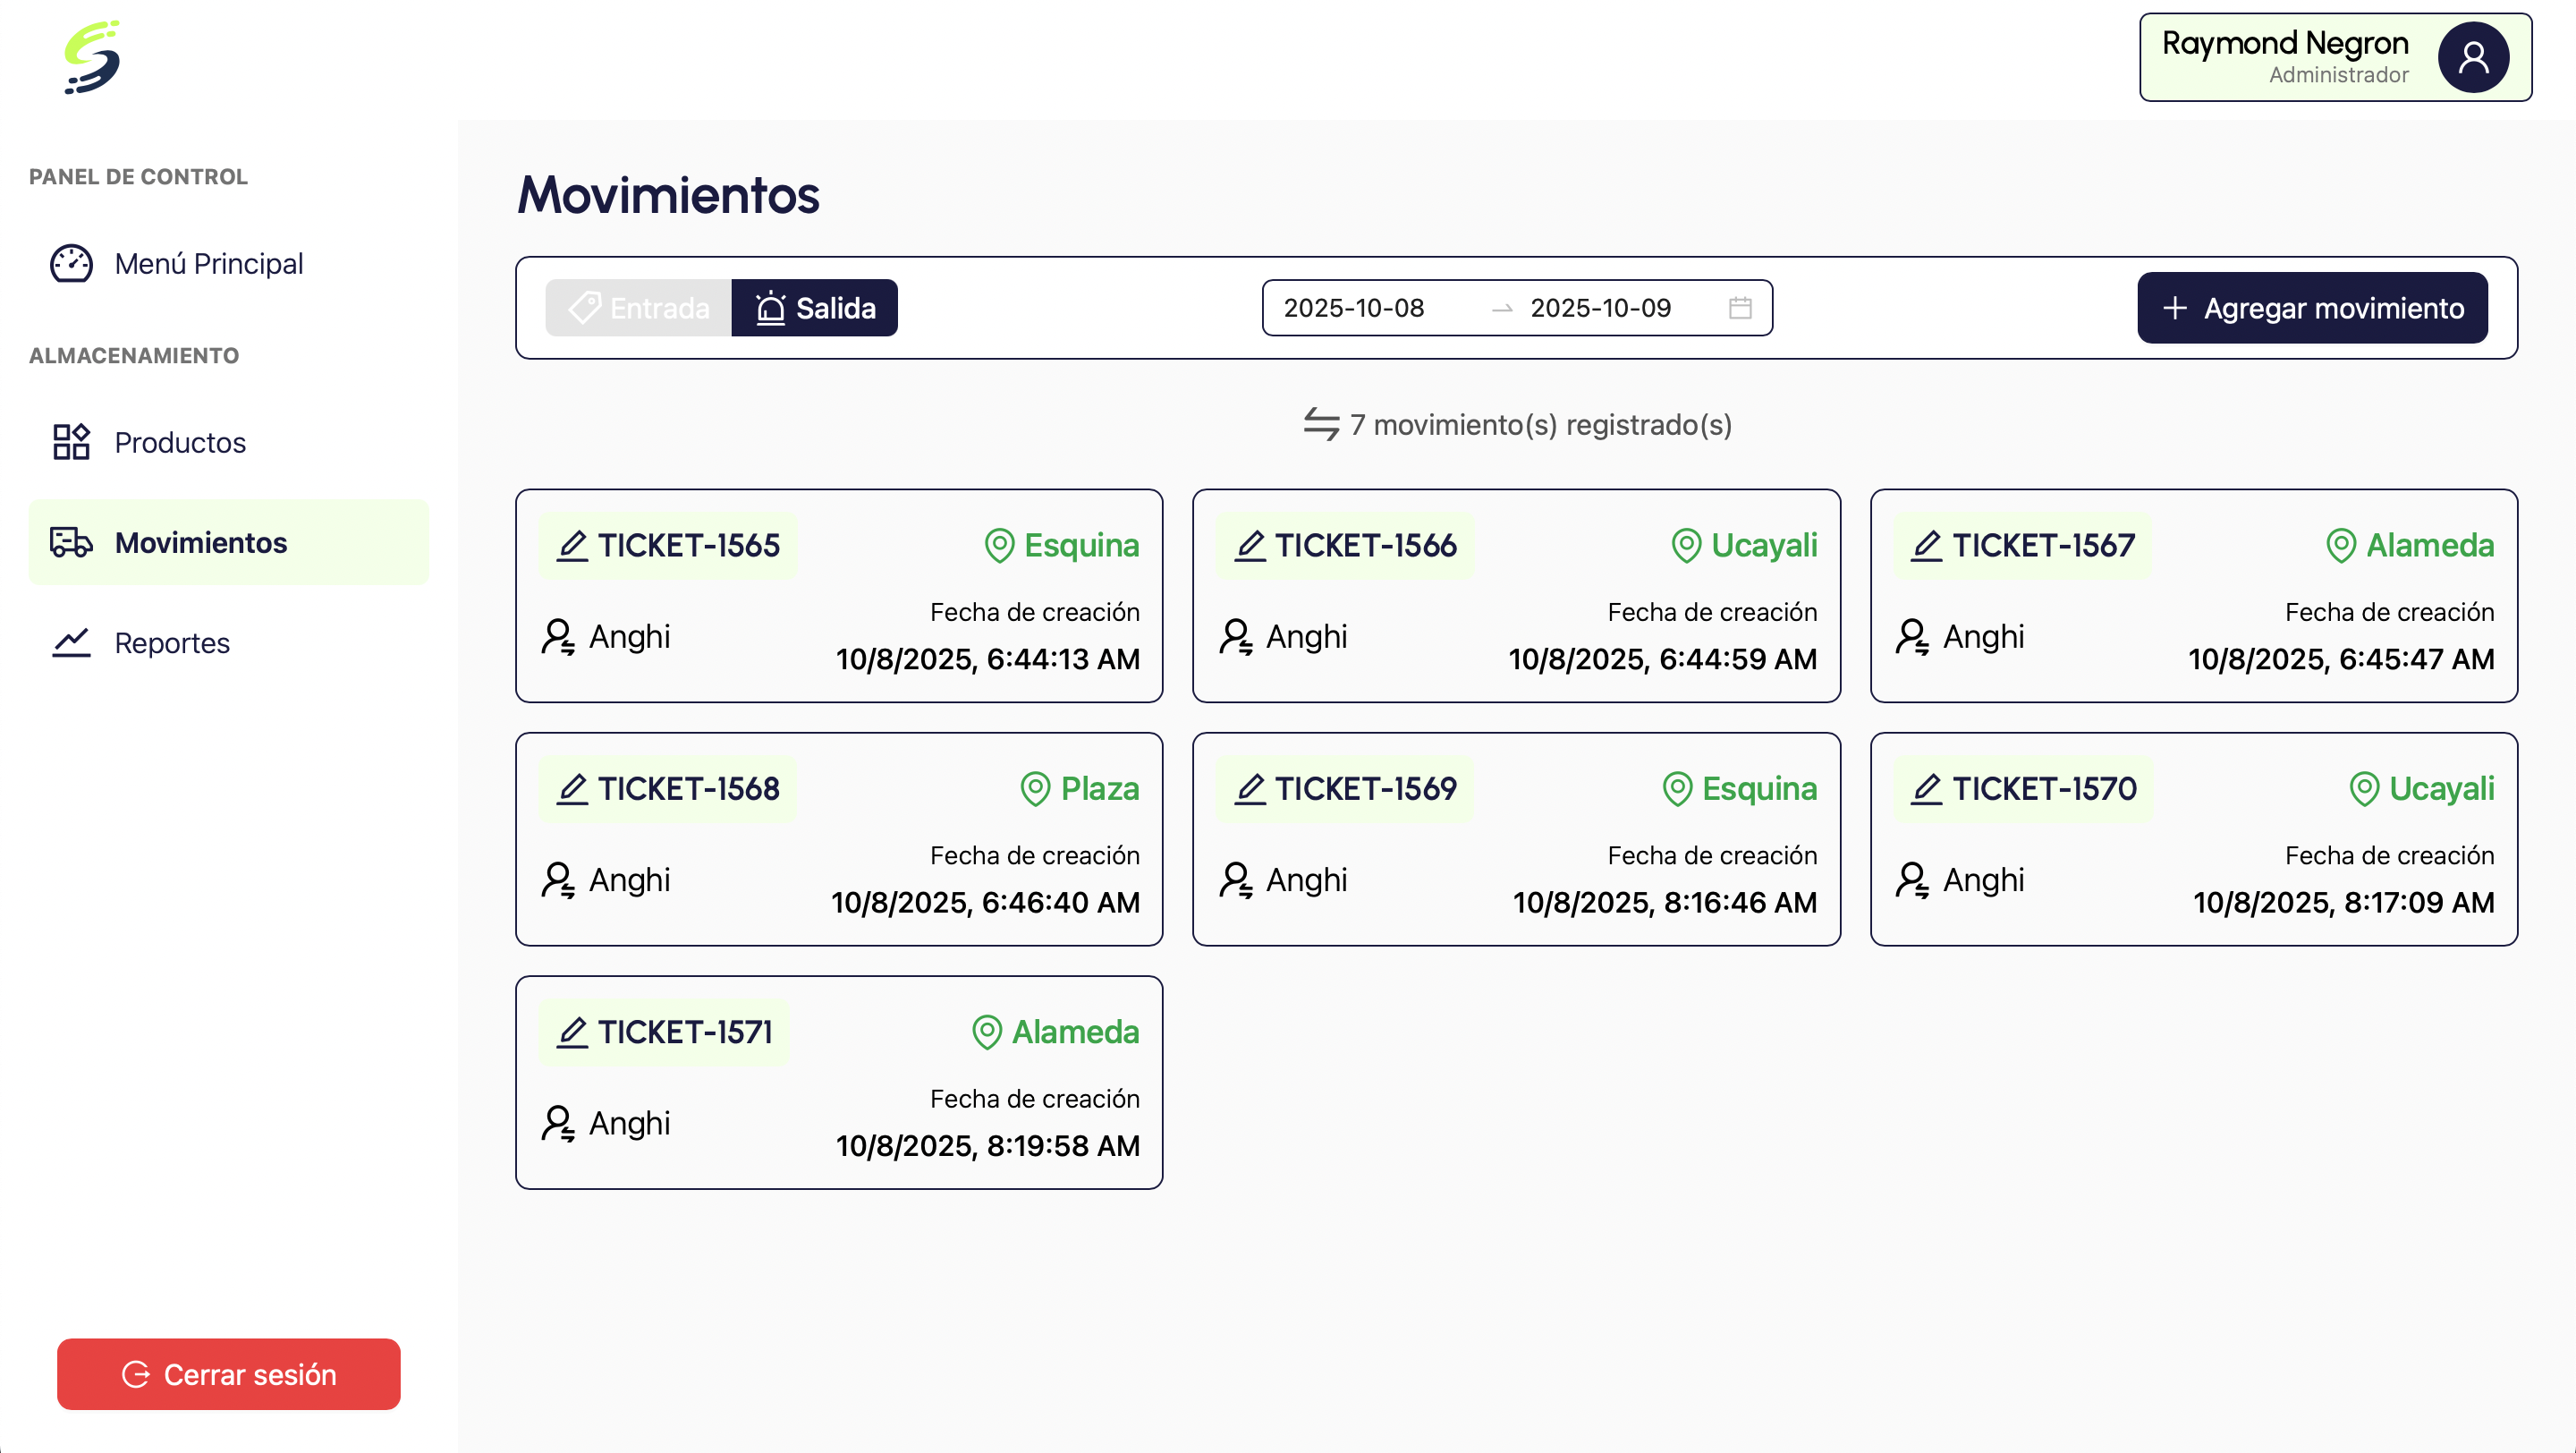 Raymond Negron
Administrador
PANEL DE CONTROL
Menú Principal
ALMACENAMIENTO
Productos
Movimientos
Reportes
Cerrar sesión
Movimientos
Entrada
Salida
2025-10-08
2025-10-09
Agregar movimiento
7 movimiento(s) registrado(s)
TICKET-1565
Esquina
Anghi
Fecha de creación
10/8/2025, 6:44:13 AM
TICKET-1566
Ucayali
Anghi
Fecha de creación
10/8/2025, 6:44:59 AM
TICKET-1567
Alameda
Anghi
Fecha de creación
10/8/2025, 6:45:47 AM
TICKET-1568
Plaza
Anghi
Fecha de creación
10/8/2025, 6:46:40 AM
TICKET-1569
Esquina
Anghi
Fecha de creación
10/8/2025, 8:16:46 AM
TICKET-1570
Ucayali
Anghi
Fecha de creación
10/8/2025, 8:17:09 AM
TICKET-1571
Alameda
Anghi
Fecha de creación
10/8/2025, 8:19:58 AM